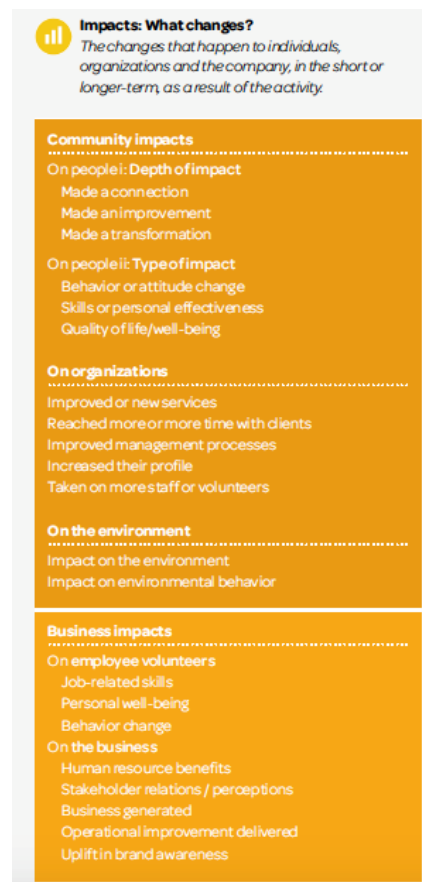 Impacts: What changes?
The changes that happen to individuals,
organizations and the company, in the short or
longer-term, as a result of the activity.
Community impacts
On people i: Depth of impact
Made a connection
Made an improvement
Made a transformation
On people ii: Type of impact
Behavior or attitude change
Skills or personal effectiveness
Quality of life/well-being
On organizations
Improved or new services
Reached more or more time with clients
Improved management processes
Increased their profile
Taken on more staff or volunteers
On the environment
Impact on the environment
Impact on environmental behavior
Business impacts
On employee volunteers
Job-related skills
Personal well-being
Behavior change
On the business
Human resource benefits
Stakeholder relations / perceptions
Business generated
Operational improvement delivered
Uplift in brand awareness